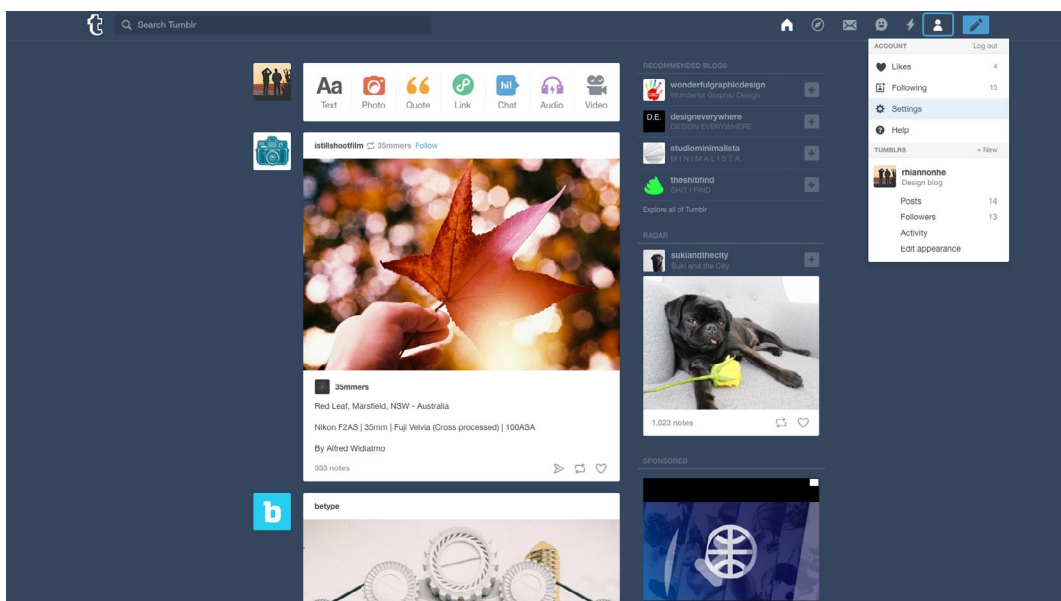 t
Search Tumblr
Aa
Text
Photo
Quote
Link
hi!
Chat
Audio
Video
istillshootfilm 35mmers Follow
35mmers
Red Leaf, Marsfield, NSW - Australia
Nikon F2AS | 35mm | Fuji Velvia (Cross processed) | 100ASA
By Alfred Widiatmo
333 notes
b
betype
RECOMMENDED BLOGS
wonderfulgraphicdesign
Wonderful Graphic Design
D.E.
designeverywhere
DESIGN EVERYWHERE
studiominimalista
M I N I M A L I S T A
theshitifind
SHIT I FIND
Explore all of Tumblr
RADAR
sukiandthecity
Suki and the City
1,023 notes
SPONSORED
ACCOUNT Log out
Likes 4
Following 15
Settings
Help
TUMBLRS + New
rhiannonhe
Design blog
Posts 14
Followers 13
Activity
Edit appearance